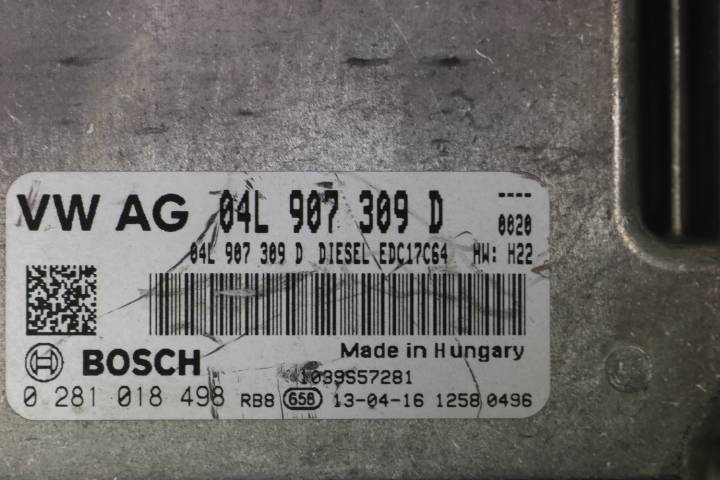 VW AG 04L 907 309 D ----
0020
04L 907 309 D DIESEL EDC17C64 HW: H22
BOSCH Made in Hungary
1039S57281
0 281 018 498 RB8 656 13-04-16 1258 0496